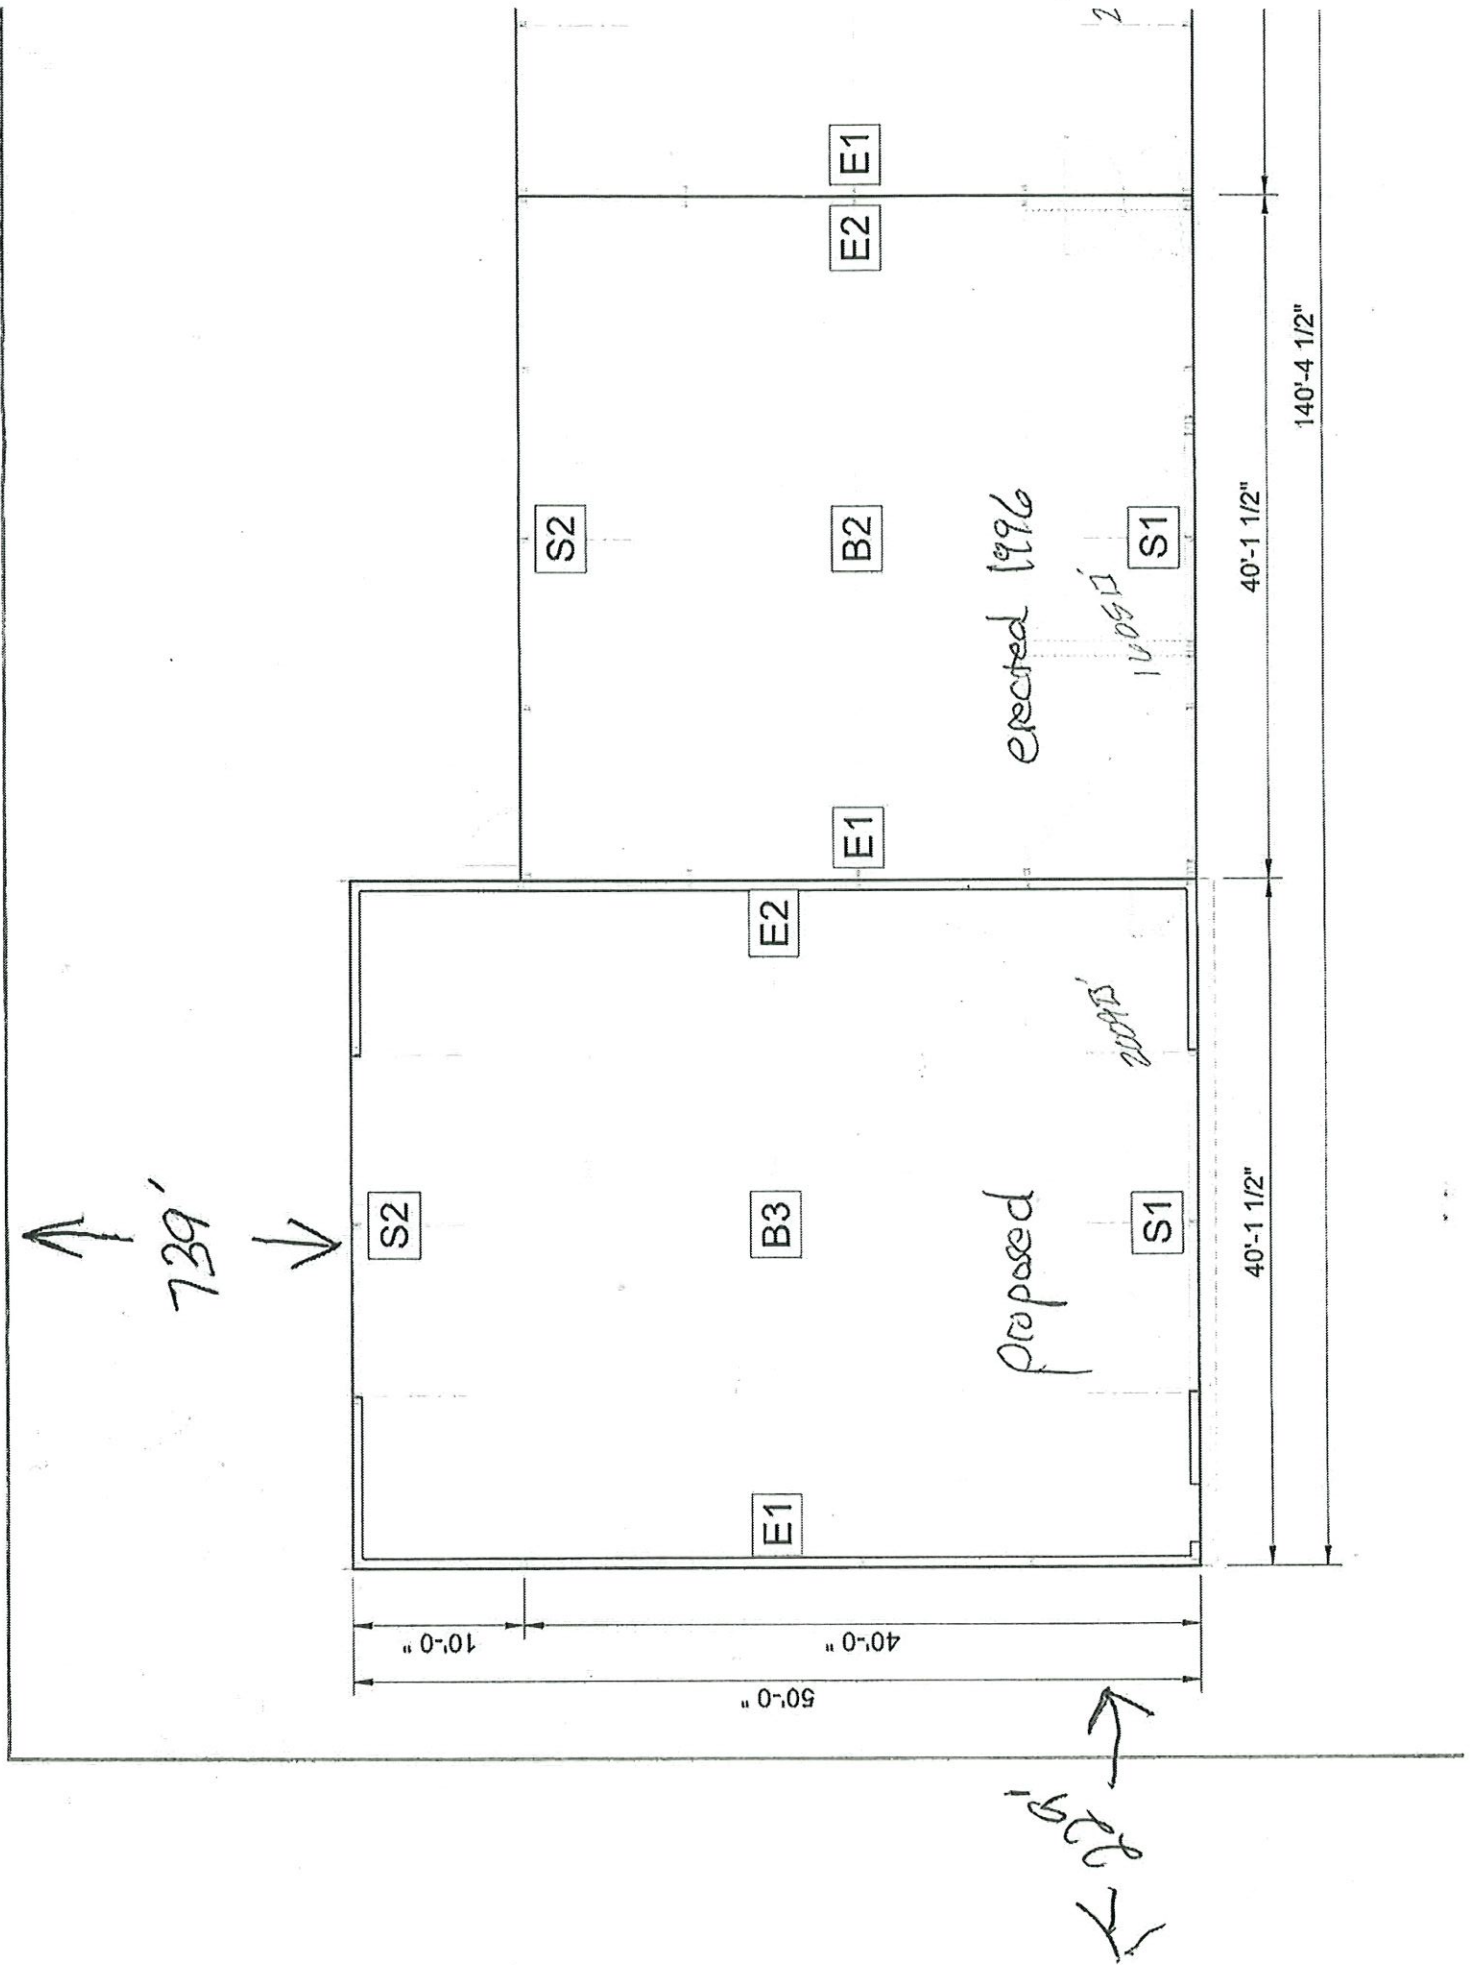 739'
S2
B3
E1
E2
proposed
S1
40'-1 1/2"
10'-0 "
40'-0 "
50'-0 "
229'
S2
B2
E1
E2
erected 1996
S1
40'-1 1/2"
E1
2
140'-4 1/2"